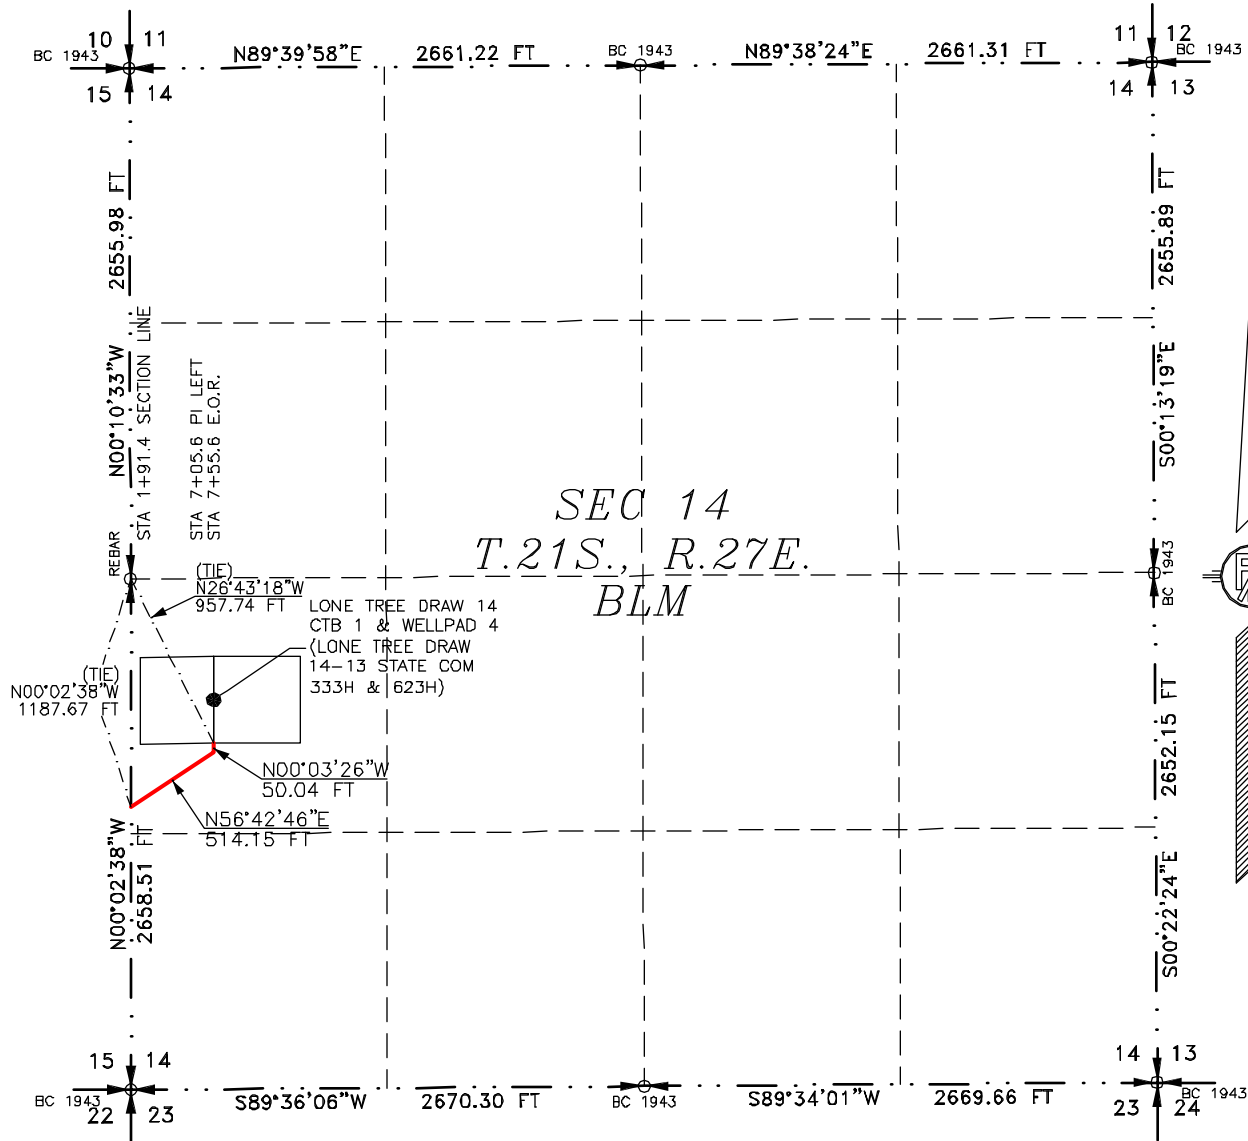 10 11
BC 1943
15 14
N89°39'58"E 2661.22 FT
BC 1943
N89°38'24"E 2661.31 FT
11 12
BC 1943
14 13
2655.98 FT
N00°10'33"W
STA 1+91.4 SECTION LINE
STA 7+05.6 PI LEFT
STA 7+55.6 E.O.R.
2655.89 FT
S00°13'19"E
SEC 14
T.21S., R.27E.
BLM
REBAR
BC 1943
(TIE)
N26°43'18"W
957.74 FT
LONE TREE DRAW 14
CTB 1 & WELLPAD 4
(LONE TREE DRAW
14-13 STATE COM
333H & 623H)
(TIE)
N00°02'38"W
1187.67 FT
N00°03'26"W
50.04 FT
N56°42'46"E
514.15 FT
N00°02'38"W
2658.51 FT
2652.15 FT
S00°22'24"E
15 14
BC 1943
22 23
S89°36'06"W 2670.30 FT
BC 1943
S89°34'01"W 2669.66 FT
14 13
BC 1943
23 24